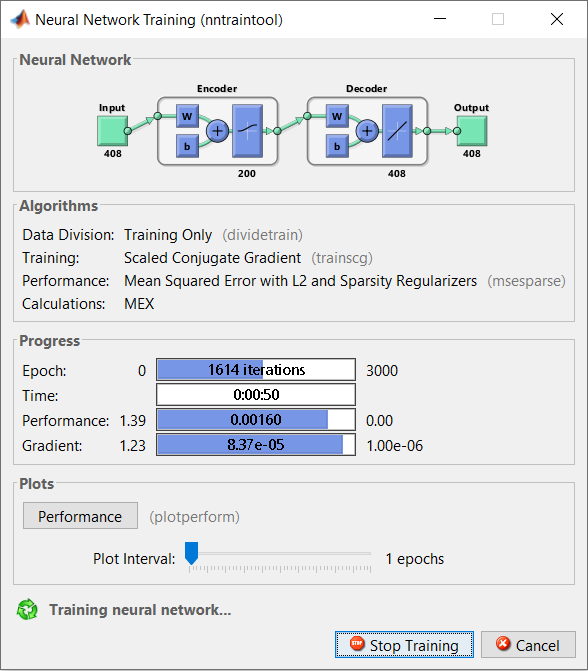 Neural Network Training (nntraintool)
Neural Network
Encoder Decoder
Input Output
W W
b b
408 408
200 408
Algorithms
Data Division: Training Only (dividetrain)
Training: Scaled Conjugate Gradient (trainscg)
Performance: Mean Squared Error with L2 and Sparsity Regularizers (msesparse)
Calculations: MEX
Progress
Epoch: 0 1614 iterations 3000
Time: 0:00:50
Performance: 1.39 0.00160 0.00
Gradient: 1.23 8.37e-05 1.00e-06
Plots
Performance (plotperform)
Plot Interval: 1 epochs
Training neural network...
STOP Stop Training Cancel